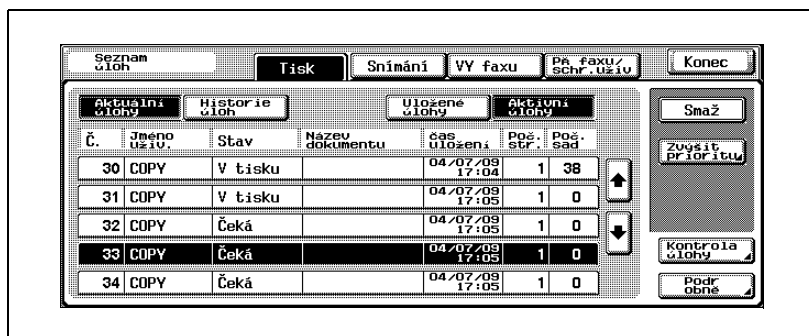 Seznam
úloh
Tisk
Snímání
VY faxu
PŘ faxu/
schr.uživ
Konec
Aktuální
úlohy
Historie
úloh
Uložené
úlohy
Aktivní
úlohy
Smaž
Č. Jméno uživ. Stav Název dokumentu čas uložení Poč. str. Poč. sad
Zvýšit
prioritu
30 COPY V tisku 04/07/09 17:04 1 38
31 COPY V tisku 04/07/09 17:05 1 0
32 COPY Čeká 04/07/09 17:05 1 0
33 COPY Čeká 04/07/09 17:05 1 0
Kontrola
úlohy
34 COPY Čeká 04/07/09 17:05 1 0
Podr
obné